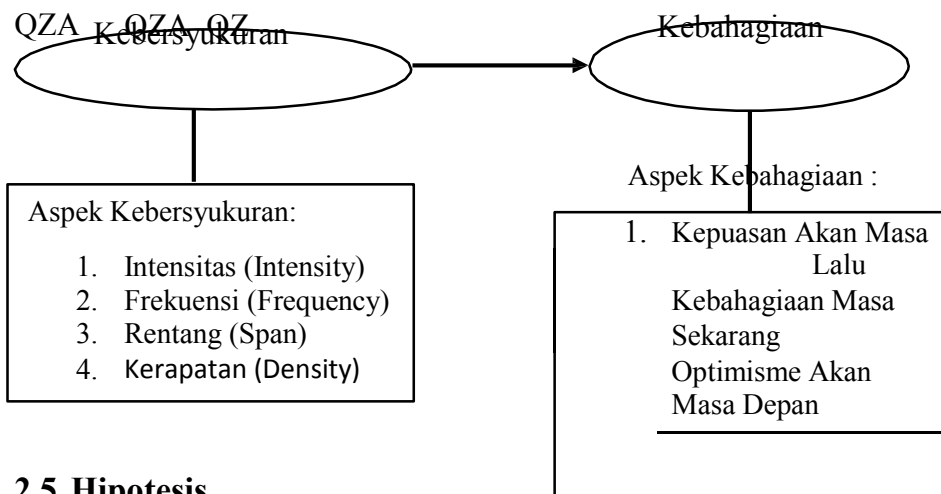 QZA QZA QZ
Kebersyukuran
Kebahagiaan
Aspek Kebersyukuran:
1. Intensitas (Intensity)
2. Frekuensi (Frequency)
3. Rentang (Span)
4. Kerapatan (Density)
Aspek Kebahagiaan :
1. Kepuasan Akan Masa
Lalu
Kebahagiaan Masa
Sekarang
Optimisme Akan
Masa Depan
2.5 Hipotesis